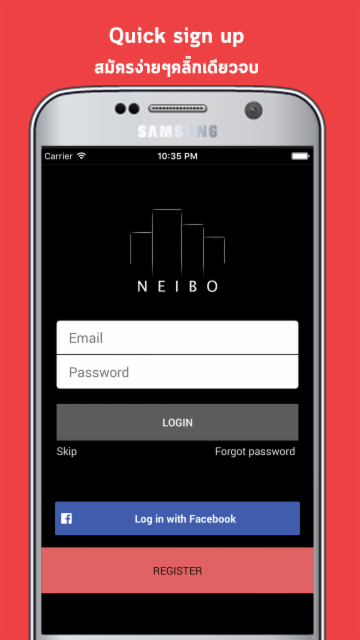 Quick sign up
สมัครง่ายๆคลิ๊กเดียวจบ
SAMSUNG
Carrier 10:35 PM
NEIBO
Email
Password
LOGIN
Skip Forgot password
Log in with Facebook
REGISTER